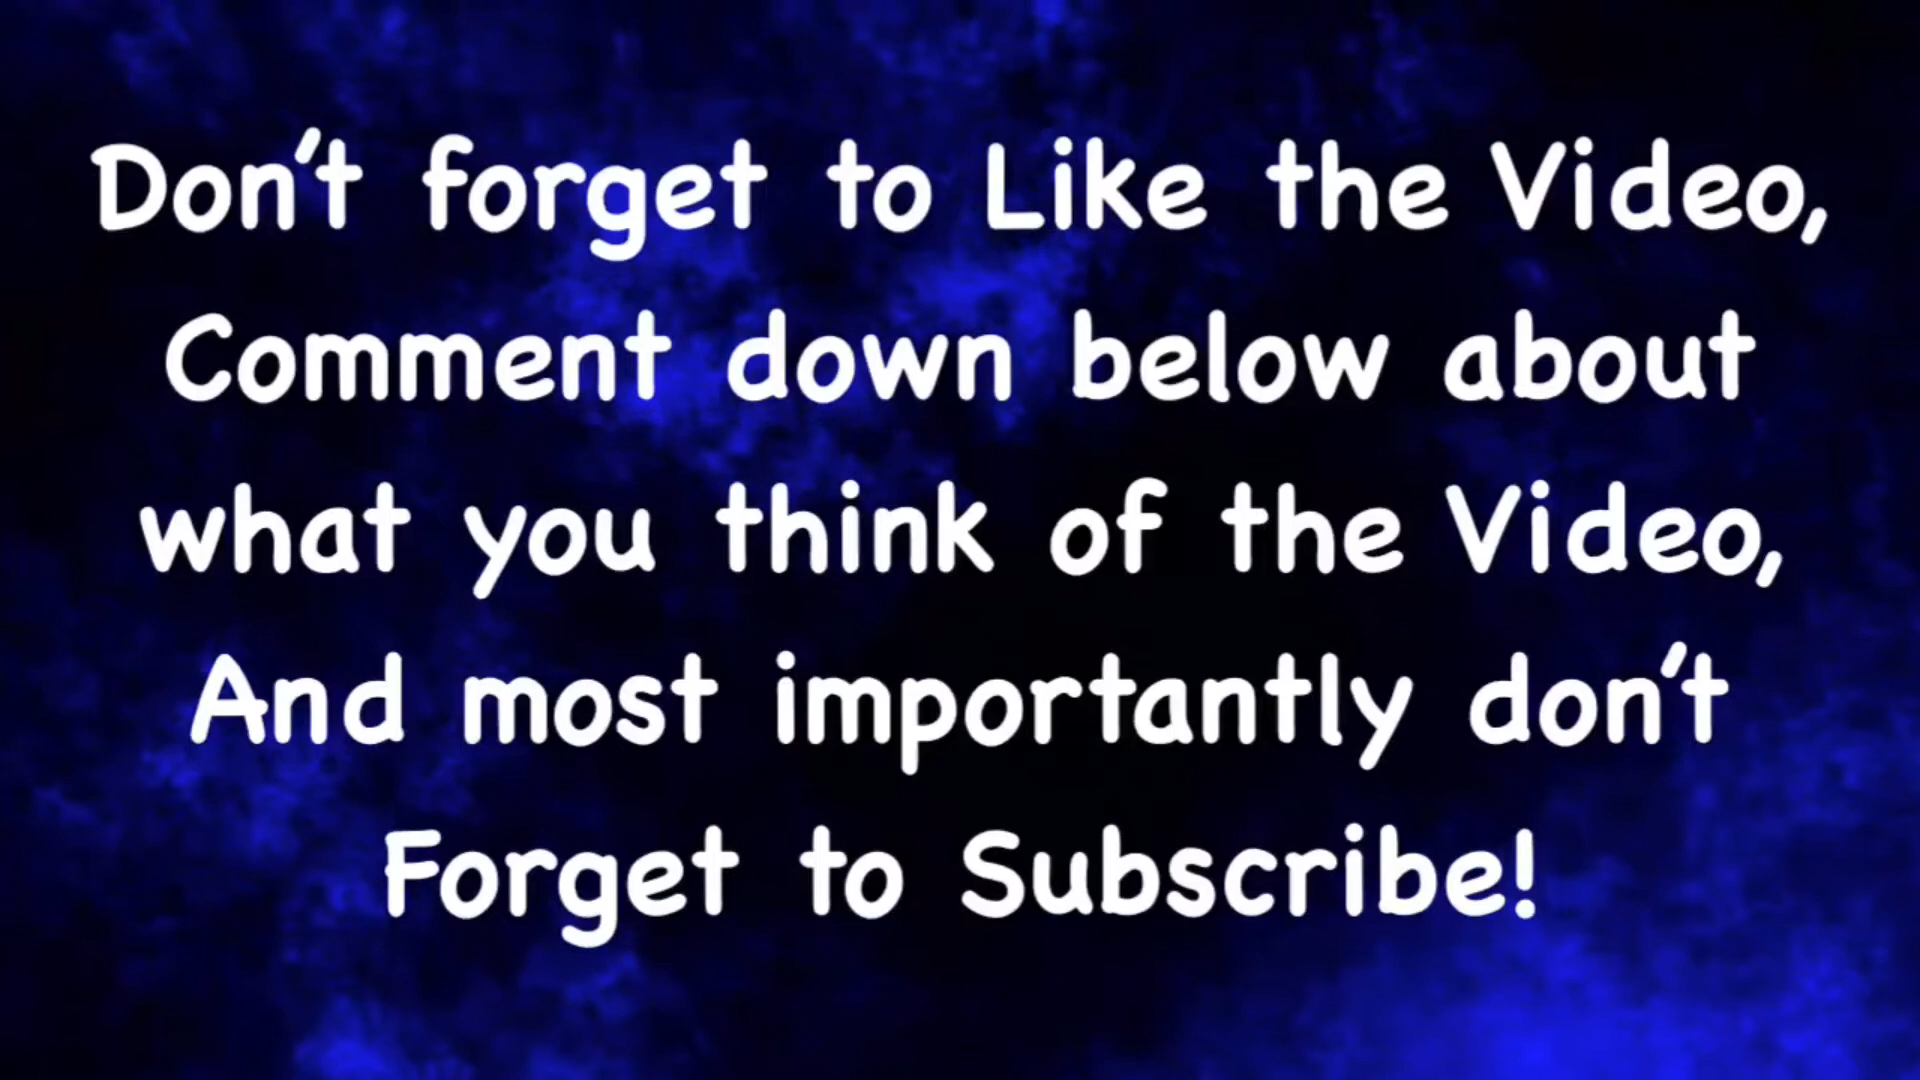 Don't forget to Like the Video,
Comment down below about
what you think of the Video,
And most importantly don't
Forget to Subscribe!